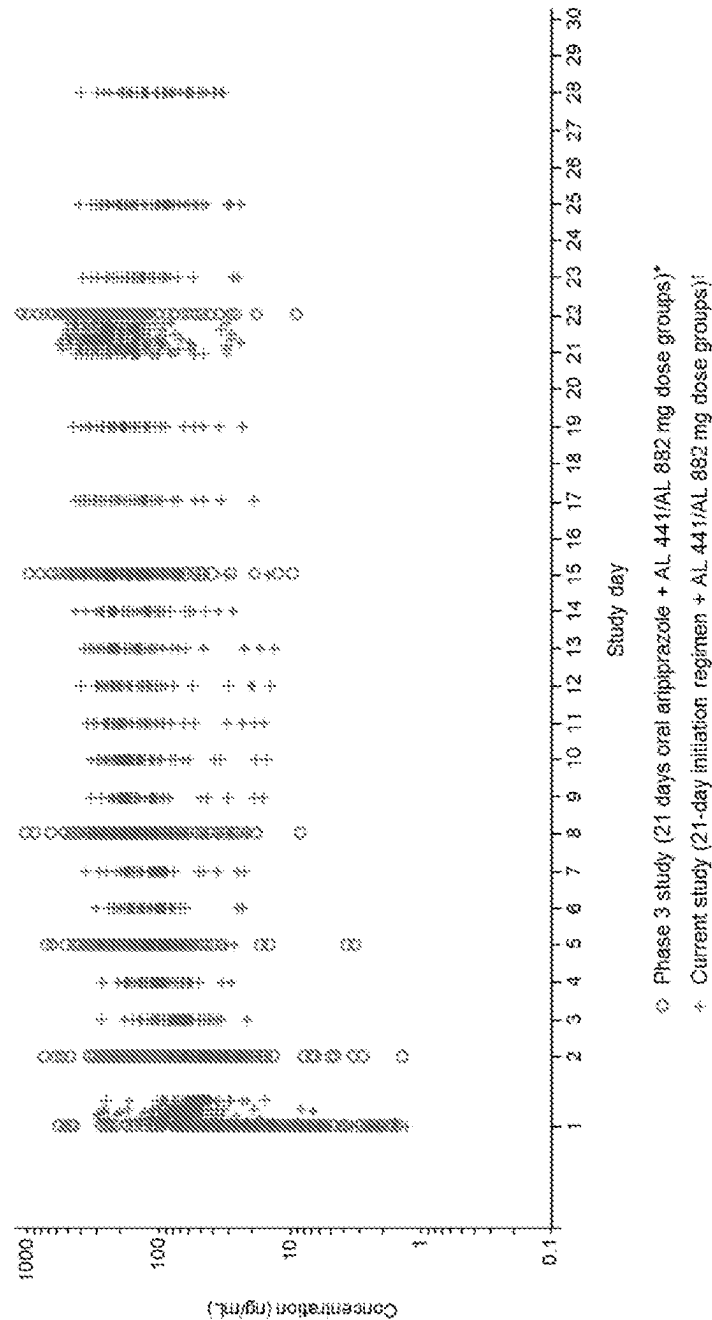 Concentration (ng/mL)
1000
100
10
1
0.1
1 2 3 4 5 6 7 8 9 10 11 12 13 14 15 16 17 18 19 20 21 22 23 24 25 26 27 28 29 30
Study day
○ Phase 3 study (21 days oral aripiprazole + AL 441/AL 882 mg dose groups)*
+ Current study (21-day initiation regimen + AL 441/AL 882 mg dose groups)